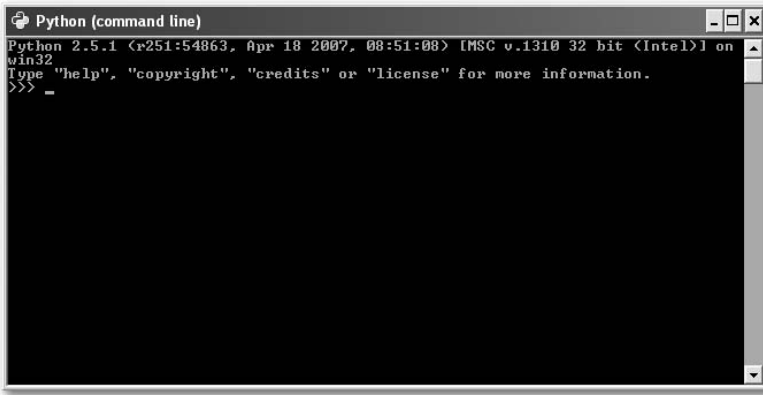 Python (command line)
Python 2.5.1 (r251:54863, Apr 18 2007, 08:51:08) [MSC v.1310 32 bit (Intel)] on
win32
Type "help", "copyright", "credits" or "license" for more information.
>>> _